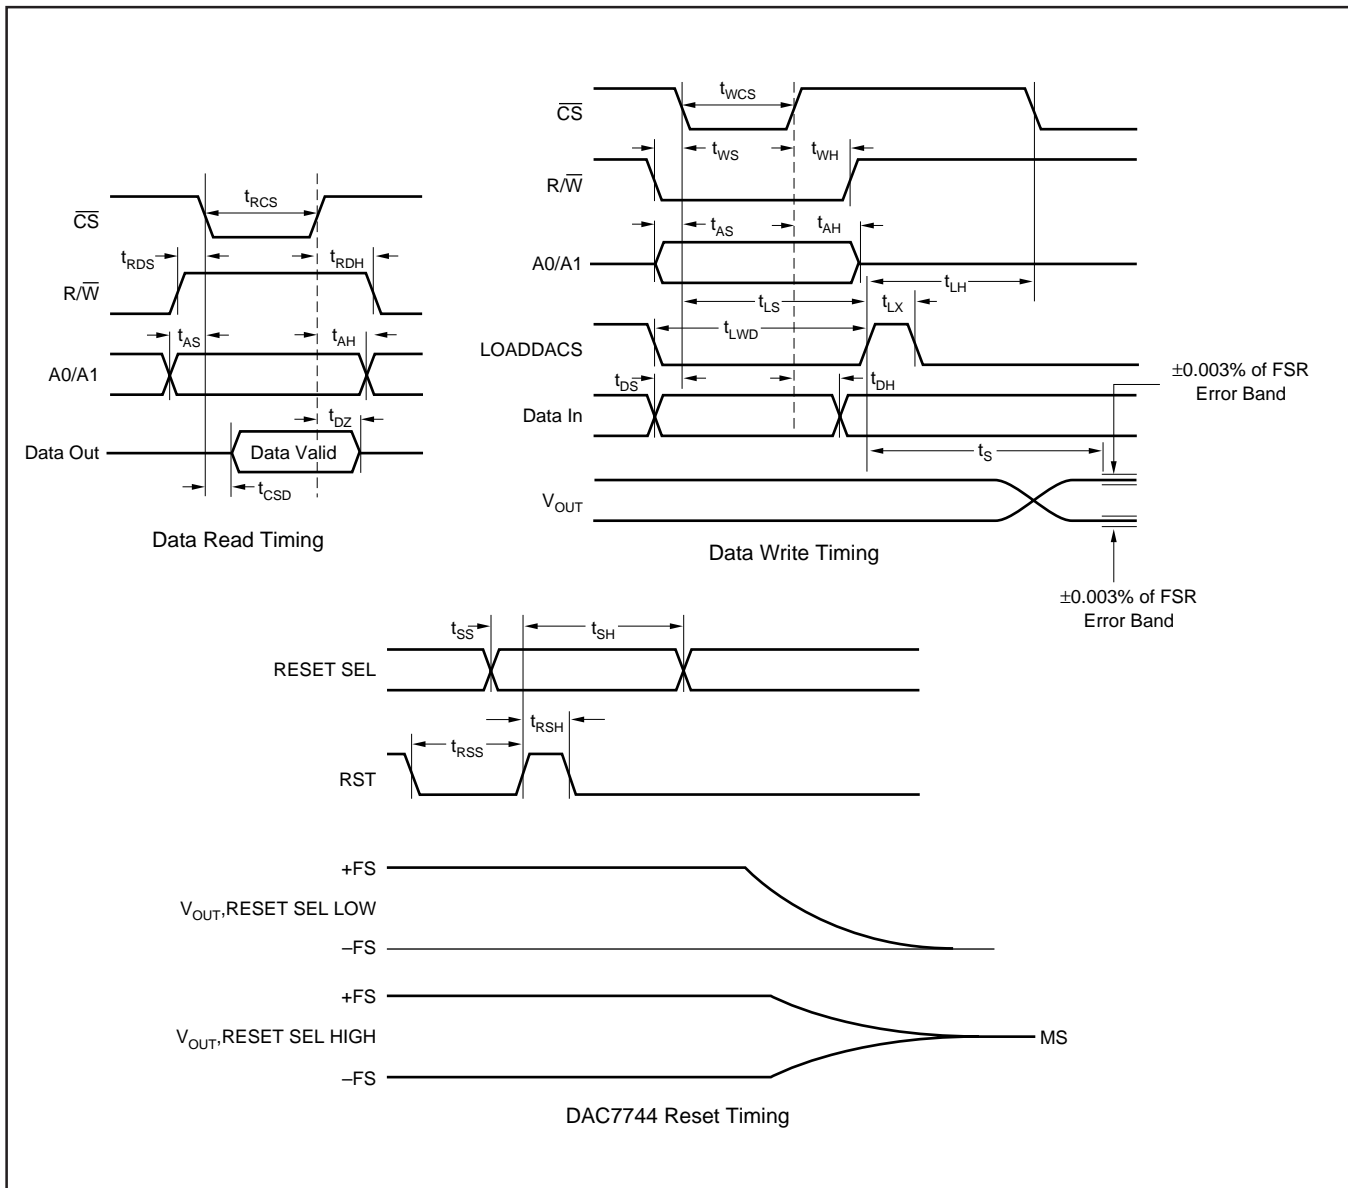 CS
tRCS
tRDS
tRDH
R/W
tAS
tAH
A0/A1
tDZ
Data Out
Data Valid
tCSD
Data Read Timing
CS
tWCS
tWS
tWH
R/W
tAS
tAH
A0/A1
tLH
tLS
tLX
tLWD
LOADDACS
tDS
tDH
Data In
tS
VOUT
±0.003% of FSR
Error Band
±0.003% of FSR
Error Band
Data Write Timing
tSS
tSH
RESET SEL
tRSH
tRSS
RST
+FS
VOUT,RESET SEL LOW
–FS
+FS
VOUT,RESET SEL HIGH
MS
–FS
DAC7744 Reset Timing